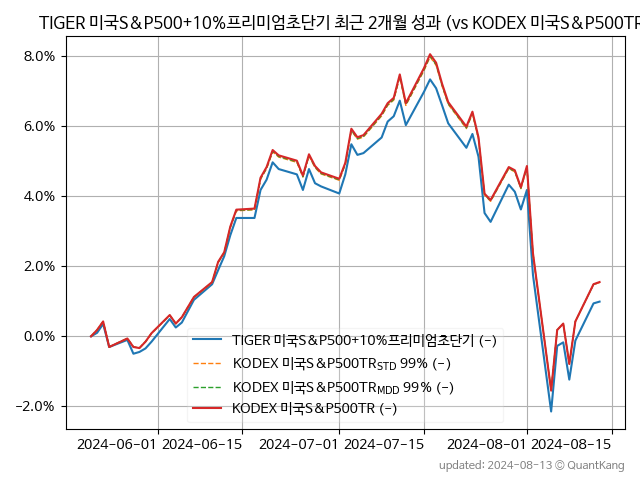 TIGER 미국S&P500+10%프리미엄초단기 최근 2개월 성과 (vs KODEX 미국S&P500TR
8.0%
6.0%
4.0%
2.0%
0.0%
−2.0%
TIGER 미국S&P500+10%프리미엄초단기 (-)
KODEX 미국S&P500TRSTD 99% (-)
KODEX 미국S&P500TRMDD 99% (-)
KODEX 미국S&P500TR (-)
2024-06-01 2024-06-15 2024-07-01 2024-07-15 2024-08-01 2024-08-15
updated: 2024-08-13 © QuantKang